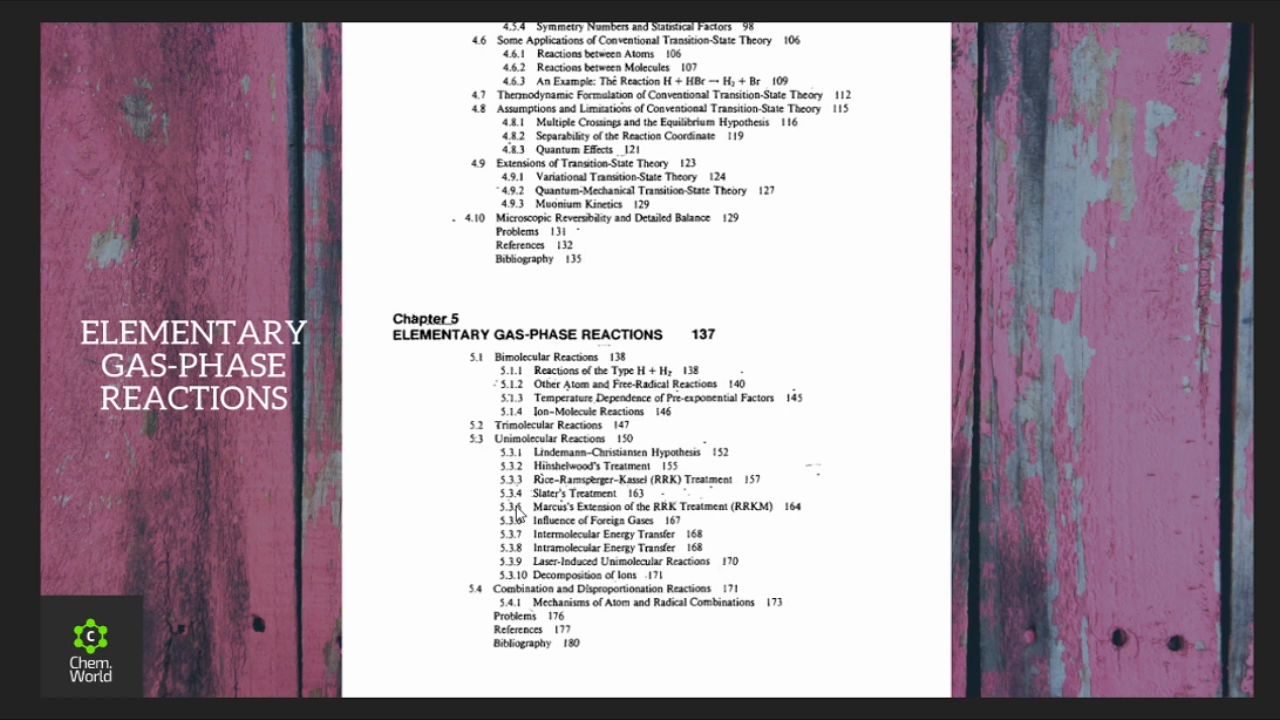 ELEMENTARY
GAS-PHASE
REACTIONS
4.5.4 Symmetry Numbers and Statistical Factors 98
4.6 Some Applications of Conventional Transition-State Theory 106
4.6.1 Reactions between Atoms 106
4.6.2 Reactions between Molecules 107
4.6.3 An Example: The Reaction H + HBr → H₂ + Br 109
4.7 Thermodynamic Formulation of Conventional Transition-State Theory 112
4.8 Assumptions and Limitations of Conventional Transition-State Theory 115
4.8.1 Multiple Crossings and the Equilibrium Hypothesis 116
4.8.2 Separability of the Reaction Coordinate 119
4.8.3 Quantum Effects 121
4.9 Extensions of Transition-State Theory 123
4.9.1 Variational Transition-State Theory 124
4.9.2 Quantum-Mechanical Transition-State Theory 127
4.9.3 Muonium Kinetics 129
4.10 Microscopic Reversibility and Detailed Balance 129
Problems 131
References 132
Bibliography 135
Chapter 5
ELEMENTARY GAS-PHASE REACTIONS 137
5.1 Bimolecular Reactions 138
5.1.1 Reactions of the Type H + H₂ 138
5.1.2 Other Atom and Free-Radical Reactions 140
5.1.3 Temperature Dependence of Pre-exponential Factors 145
5.1.4 Ion–Molecule Reactions 146
5.2 Trimolecular Reactions 147
5.3 Unimolecular Reactions 150
5.3.1 Lindemann–Christiansen Hypothesis 152
5.3.2 Hinshelwood's Treatment 155
5.3.3 Rice–Ramsperger–Kassel (RRK) Treatment 157
5.3.4 Slater's Treatment 163
5.3.5 Marcus's Extension of the RRK Treatment (RRKM) 164
5.3.6 Influence of Foreign Gases 167
5.3.7 Intermolecular Energy Transfer 168
5.3.8 Intramolecular Energy Transfer 168
5.3.9 Laser-Induced Unimolecular Reactions 170
5.3.10 Decomposition of Ions 171
5.4 Combination and Disproportionation Reactions 171
5.4.1 Mechanisms of Atom and Radical Combinations 173
Problems 176
References 177
Bibliography 180
C
Chem.
World